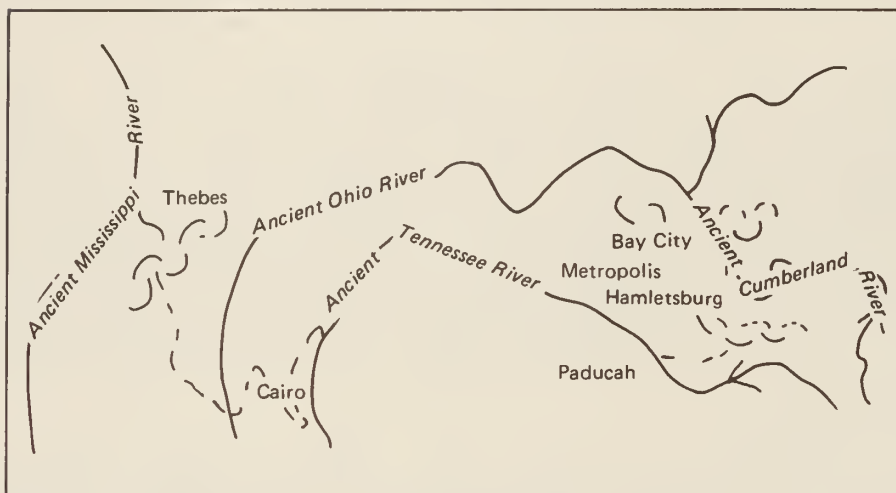 Ancient Mississippi River
Thebes
Ancient Ohio River
Ancient Tennessee River
Bay City
Ancient Cumberland River
Metropolis
Hamletsburg
Paducah
Cairo